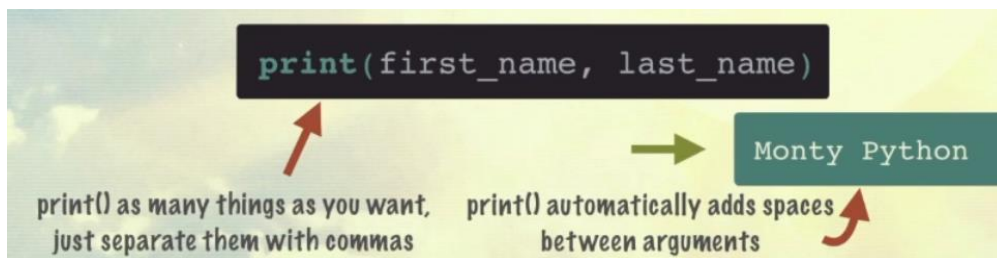 print(first_name, last_name)
Monty Python
print() as many things as you want,
just separate them with commas
print() automatically adds spaces
between arguments